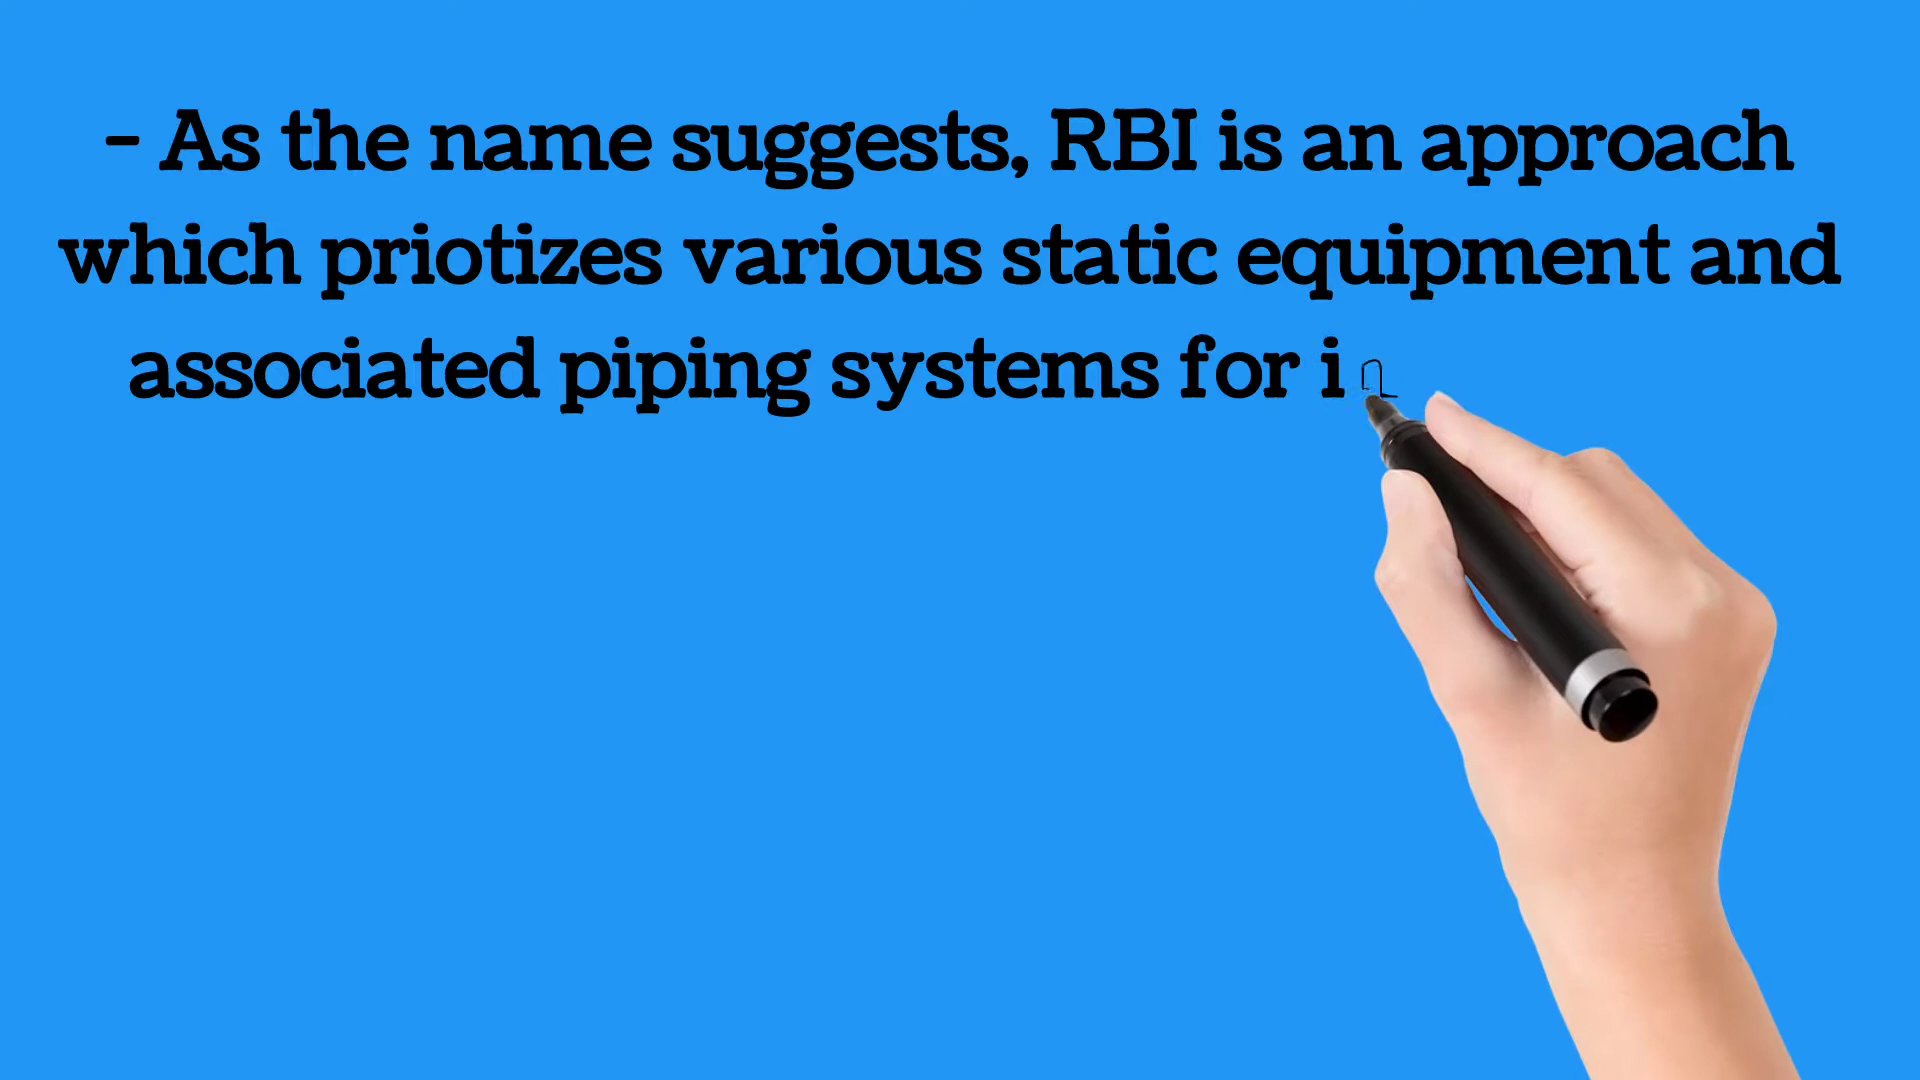 - As the name suggests, RBI is an approach
which priotizes various static equipment and
associated piping systems for i